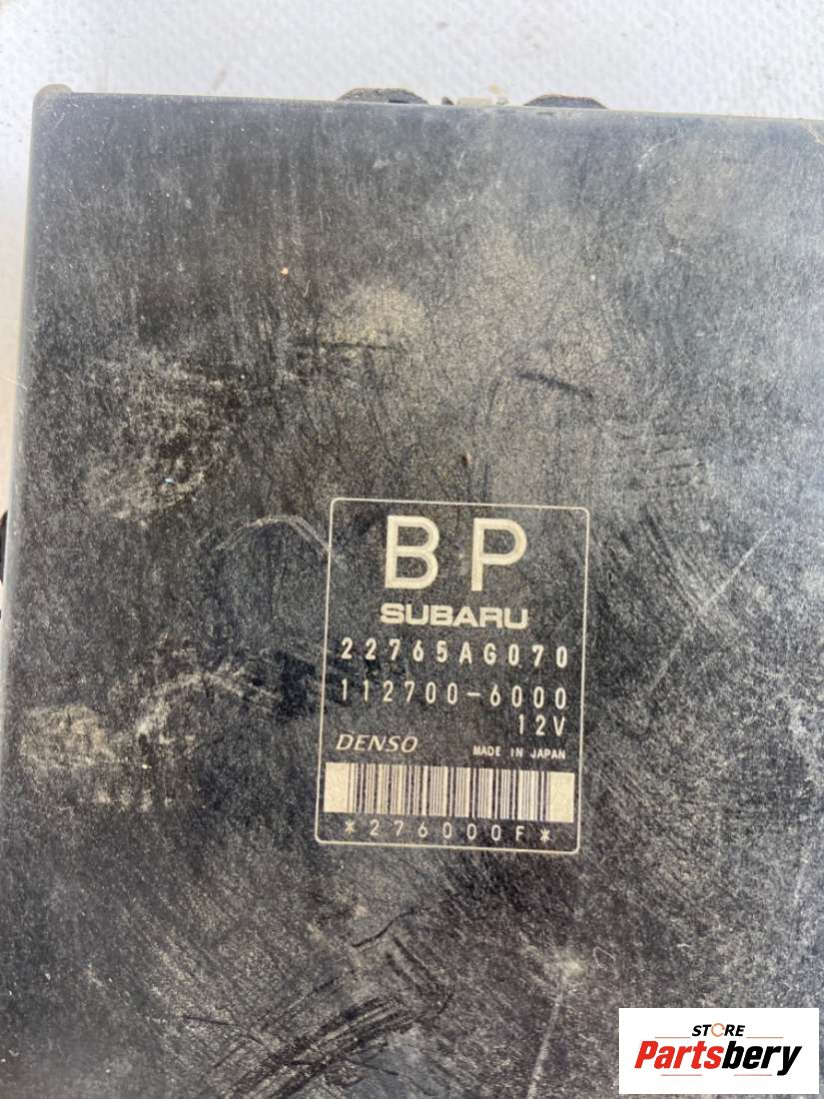 BP
SUBARU
22765AG070
112700-6000
12V
DENSO MADE IN JAPAN
*276000F*
STORE
Partsbery